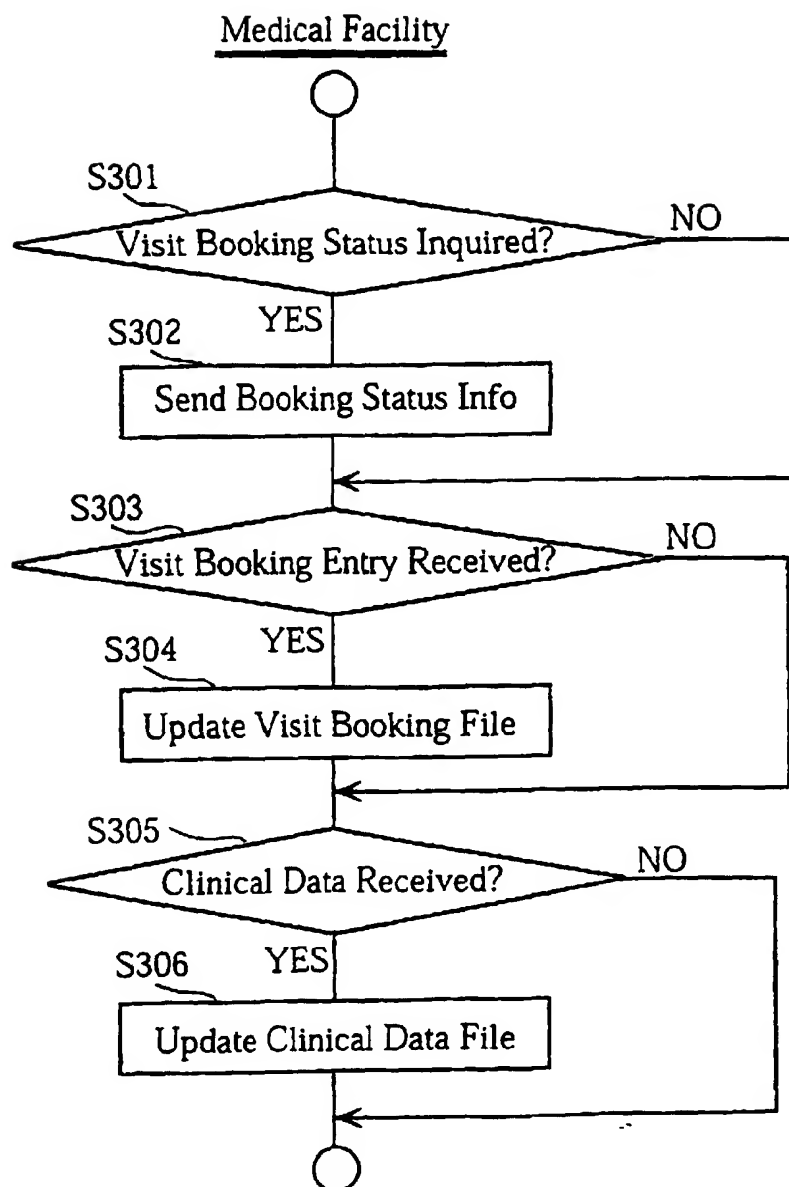 Medical Facility
S301
Visit Booking Status Inquired?
NO
YES
S302
Send Booking Status Info
S303
Visit Booking Entry Received?
NO
YES
S304
Update Visit Booking File
S305
Clinical Data Received?
NO
YES
S306
Update Clinical Data File